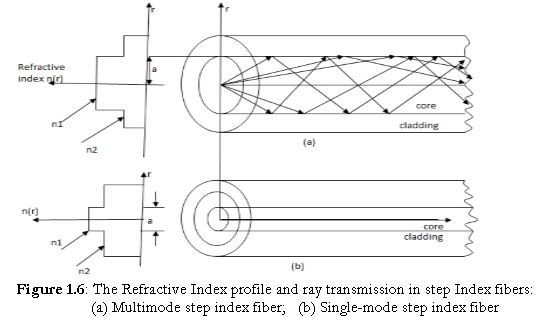 r
r
Refractive
index n(r)
a
n1
n2
core
cladding
(a)
r
n(r)
a
n1
n2
core
cladding
(b)
Figure 1.6: The Refractive Index profile and ray transmission in step Index fibers:
(a) Multimode step index fiber; (b) Single-mode step index fiber